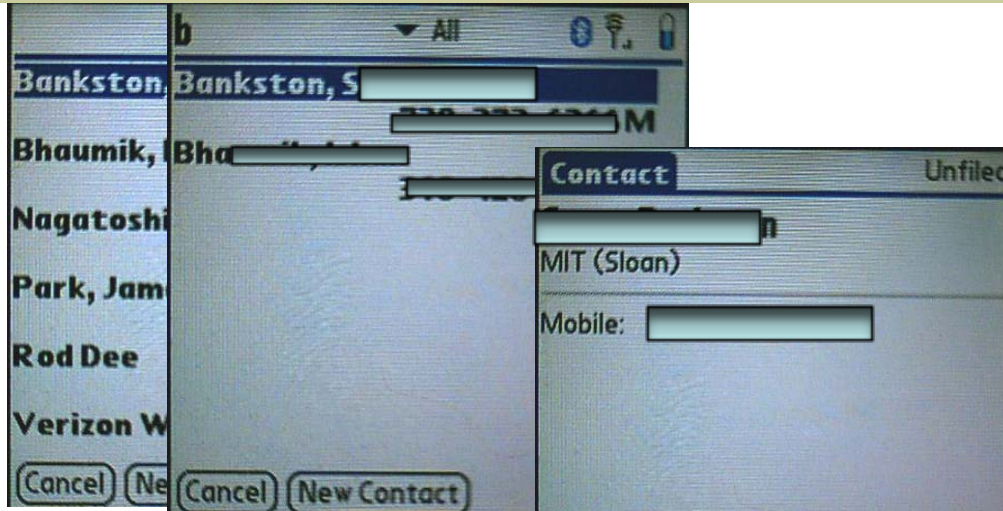 Bankston,
Bhaumik,
Nagatoshi
Park, Jam
Rod Dee
Verizon W
Cancel Ne
b All
Bankston, S
M
Bha
Cancel New Contact
Contact Unfiled
n
MIT (Sloan)
Mobile: